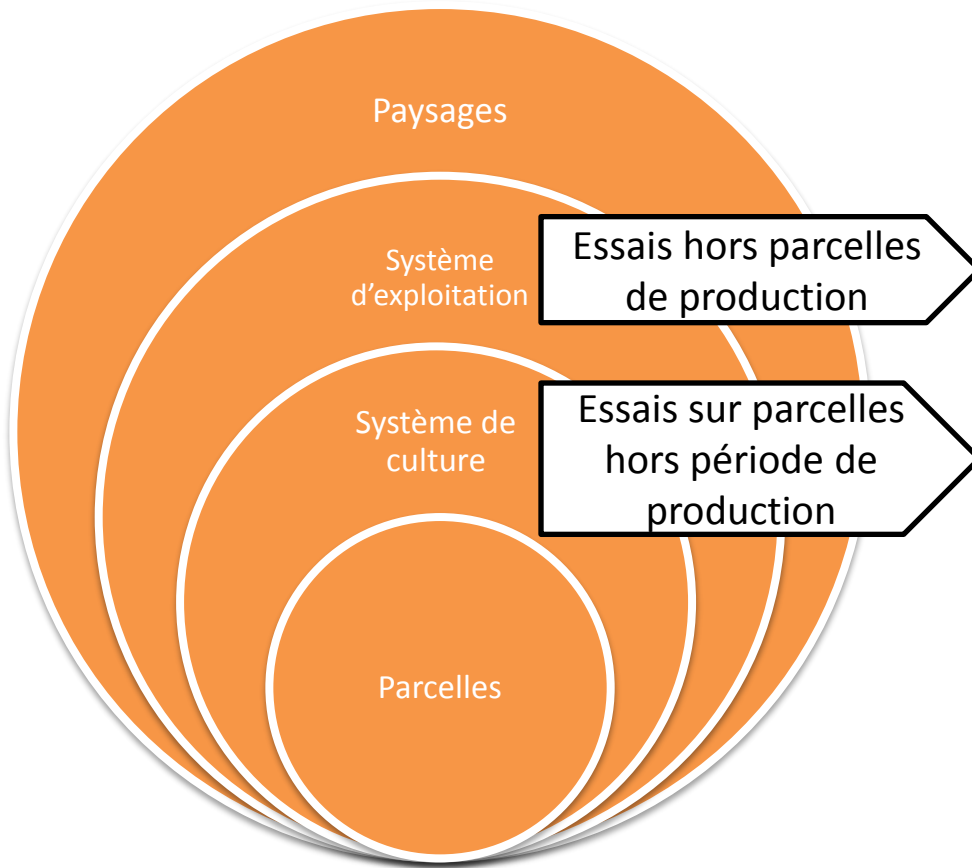 Paysages
Système
d'exploitation
Essais hors parcelles
de production
Système de
culture
Essais sur parcelles
hors période de
production
Parcelles